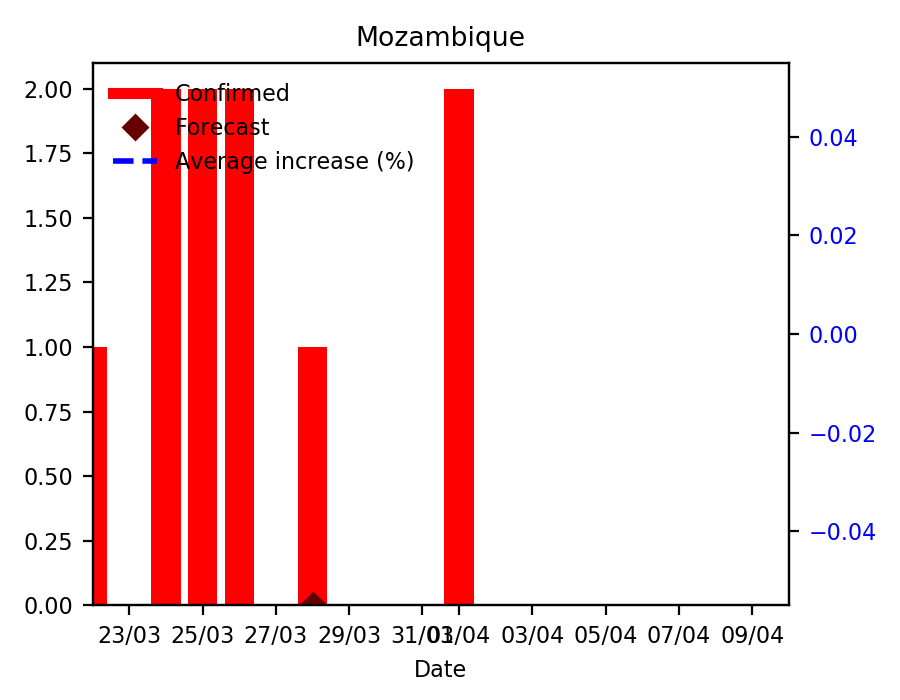 Mozambique
Confirmed
Forecast
Average increase (%)
2.00
1.75
1.50
1.25
1.00
0.75
0.50
0.25
0.00
0.04
0.02
0.00
−0.02
−0.04
23/03 25/03 27/03 29/03 31/03 01/04 03/04 05/04 07/04 09/04
Date